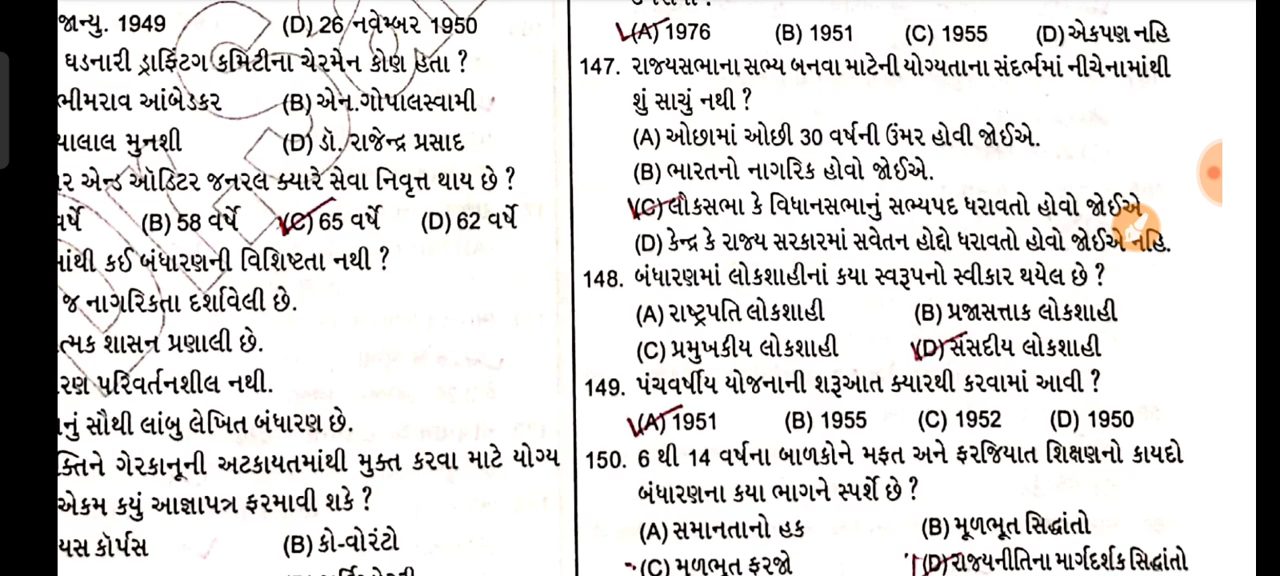 જાન્યુ. 1949 (D) 26 નવેમ્બર 1950
ઘડનારી ડ્રાફિંટગ કમિટીના ચેરમેન કોણ હતા ?
ભીમરાવ આંબેડકર (B) એન.ગોપાલસ્વામી
યાલાલ મુનશી (D) ડૉ. રાજેન્દ્ર પ્રસાદ
ર એન્ડ ઑડિટર જનરલ ક્યારે સેવા નિવૃત્ત થાય છે ?
વર્ષે (B) 58 વર્ષે (C) 65 વર્ષે (D) 62 વર્ષે
માંથી કઈ બંધારણની વિશિષ્ટતા નથી ?
જ નાગરિકતા દર્શાવેલી છે.
ત્મક શાસન પ્રણાલી છે.
રણ પરિવર્તનશીલ નથી.
નું સૌથી લાંબુ લેખિત બંધારણ છે.
ક્તિને ગેરકાનૂની અટકાયતમાંથી મુક્ત કરવા માટે યોગ્ય
એકમ કયું આજ્ઞાપત્ર ફરમાવી શકે ?
યસ કૉર્પસ (B) કો-વોરંટો
(A) 1976 (B) 1951 (C) 1955 (D) એકપણ નહિ
147. રાજ્યસભાના સભ્ય બનવા માટેની યોગ્યતાના સંદર્ભમાં નીચેનામાંથી
શું સાચું નથી ?
(A) ઓછામાં ઓછી 30 વર્ષની ઉંમર હોવી જોઈએ.
(B) ભારતનો નાગરિક હોવો જોઈએ.
(C) લોકસભા કે વિધાનસભાનું સભ્યપદ ધરાવતો હોવો જોઈએ
(D) કેન્દ્ર કે રાજ્ય સરકારમાં સવેતન હોદ્દો ધરાવતો હોવો જોઈએ નહિ.
148. બંધારણમાં લોકશાહીનાં કયા સ્વરૂપનો સ્વીકાર થયેલ છે ?
(A) રાષ્ટ્રપતિ લોકશાહી (B) પ્રજાસત્તાક લોકશાહી
(C) પ્રમુખકીય લોકશાહી (D) સંસદીય લોકશાહી
149. પંચવર્ષીય યોજનાની શરૂઆત ક્યારથી કરવામાં આવી ?
(A) 1951 (B) 1955 (C) 1952 (D) 1950
150. 6 થી 14 વર્ષના બાળકોને મફત અને ફરજિયાત શિક્ષણનો કાયદો
બંધારણના કયા ભાગને સ્પર્શે છે ?
(A) સમાનતાનો હક (B) મૂળભૂત સિદ્ધાંતો
(C) મૂળભૂત ફરજો (D) રાજ્યનીતિના માર્ગદર્શક સિદ્ધાંતો